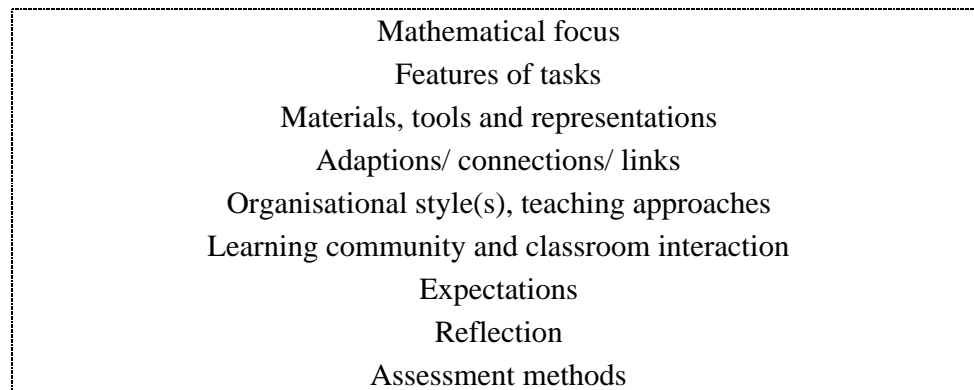 Mathematical focus
Features of tasks
Materials, tools and representations
Adaptions/ connections/ links
Organisational style(s), teaching approaches
Learning community and classroom interaction
Expectations
Reflection
Assessment methods